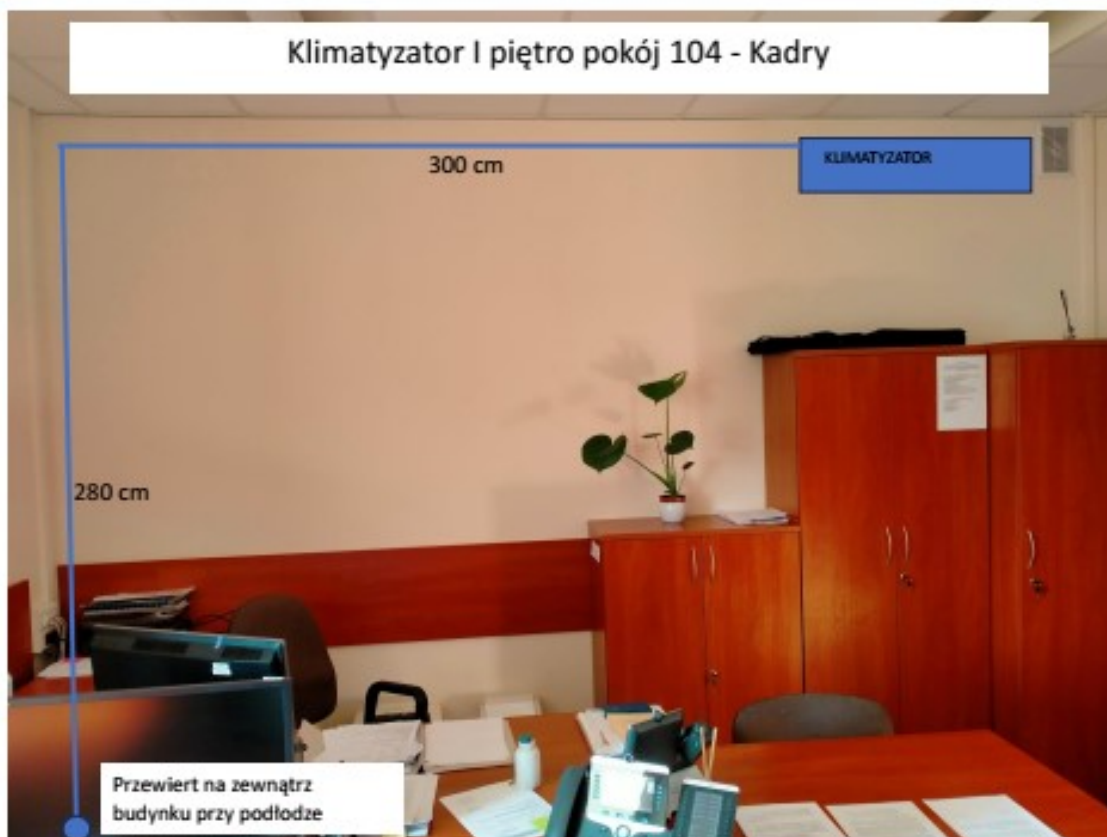 Klimatyzator I piętro pokój 104 - Kadry
300 cm
KLIMATYZATOR
280 cm
Przewiert na zewnątrz
budynku przy podłodze